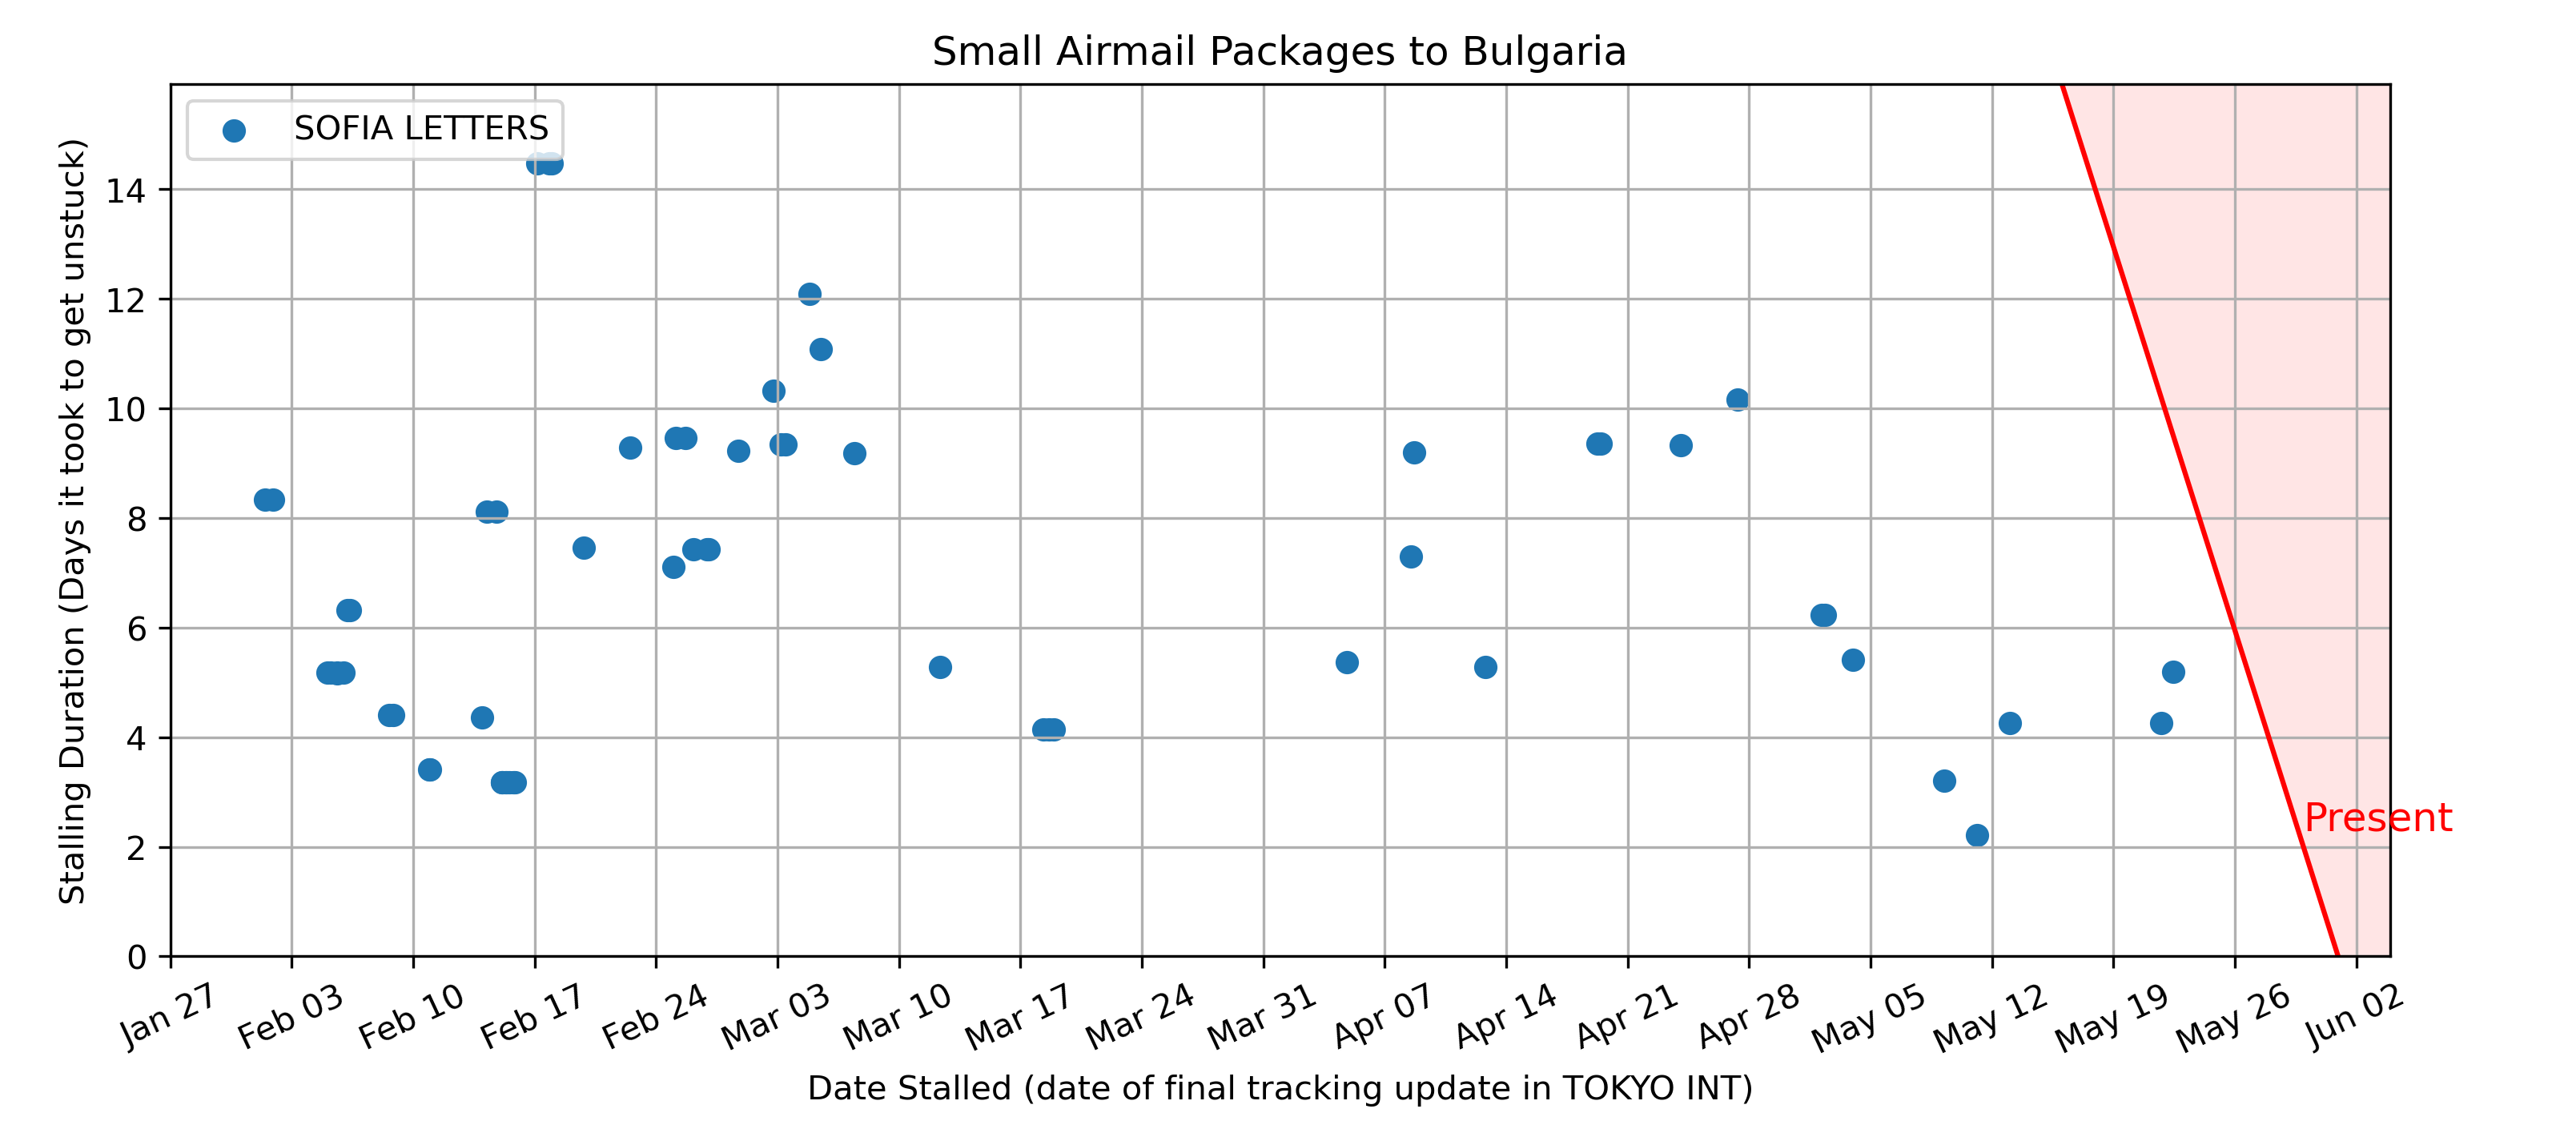 Small Airmail Packages to Bulgaria
SOFIA LETTERS
Stalling Duration (Days it took to get unstuck)
14
12
10
8
6
4
2
0
Present
Jan 27
Feb 03
Feb 10
Feb 17
Feb 24
Mar 03
Mar 10
Mar 17
Mar 24
Mar 31
Apr 07
Apr 14
Apr 21
Apr 28
May 05
May 12
May 19
May 26
Jun 02
Date Stalled (date of final tracking update in TOKYO INT)